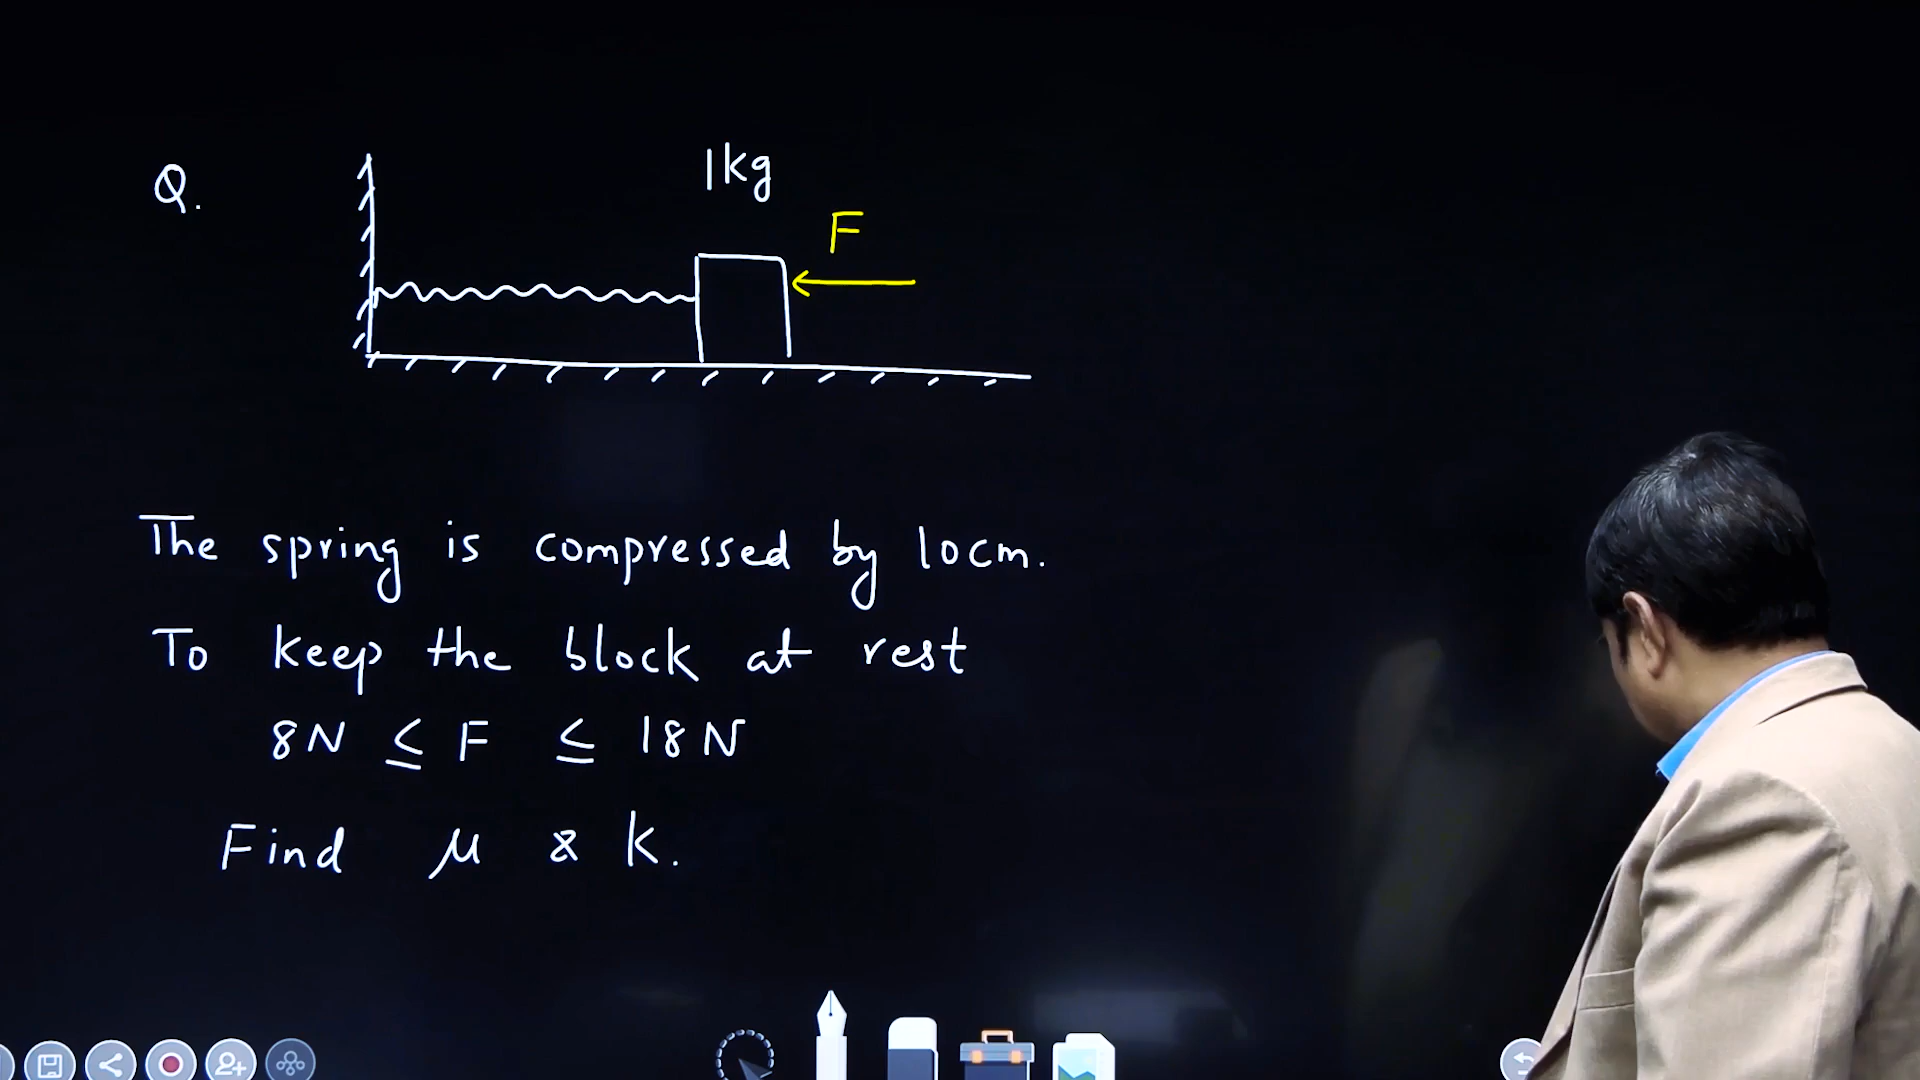 Q.
1kg
F
The spring is compressed by 10cm.
To keep the block at rest
8N ≤ F ≤ 18N
Find μ & k.